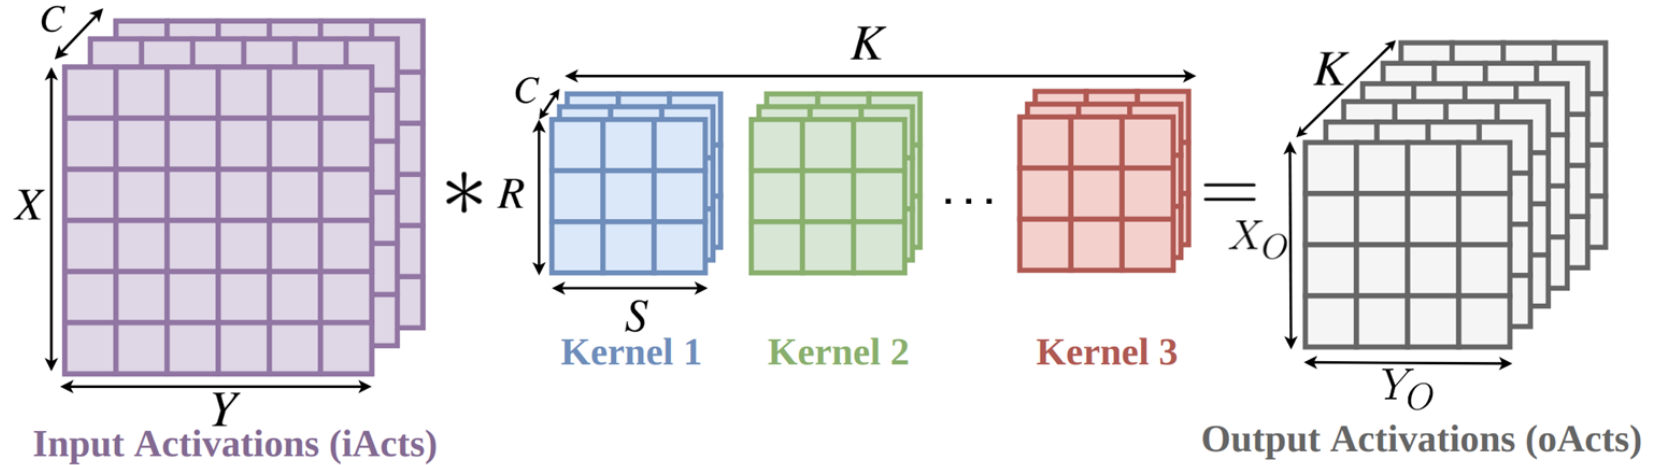 C
X
Y
Input Activations (iActs)
*
K
C
R
S
Kernel 1
Kernel 2
...
Kernel 3
=
K
X_O
Y_O
Output Activations (oActs)